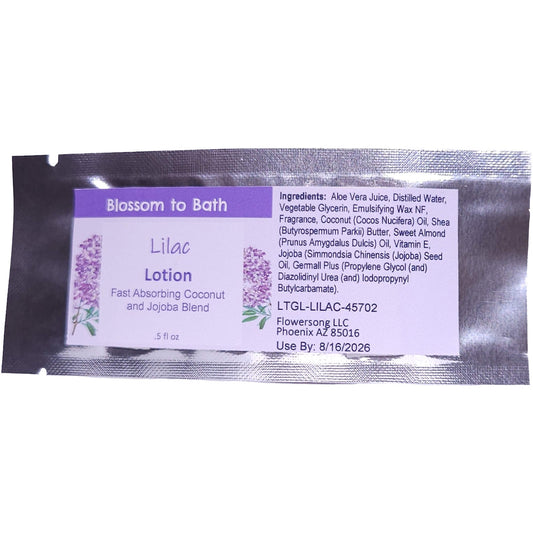 Blossom to Bath
Lilac
Lotion
Fast Absorbing Coconut
and Jojoba Blend
.5 fl oz
Ingredients: Aloe Vera Juice, Distilled Water,
Vegetable Glycerin, Emulsifying Wax NF,
Fragrance, Coconut (Cocos Nucifera) Oil, Shea
(Butyrospermum Parkii) Butter, Sweet Almond
(Prunus Amygdalus Dulcis) Oil, Vitamin E,
Jojoba (Simmondsia Chinensis (Jojoba) Seed
Oil, Germall Plus (Propylene Glycol (and)
Diazolidinyl Urea (and) Iodopropynyl
Butylcarbamate).
LTGL-LILAC-45702
Flowersong LLC
Phoenix AZ 85016
Use By: 8/16/2026